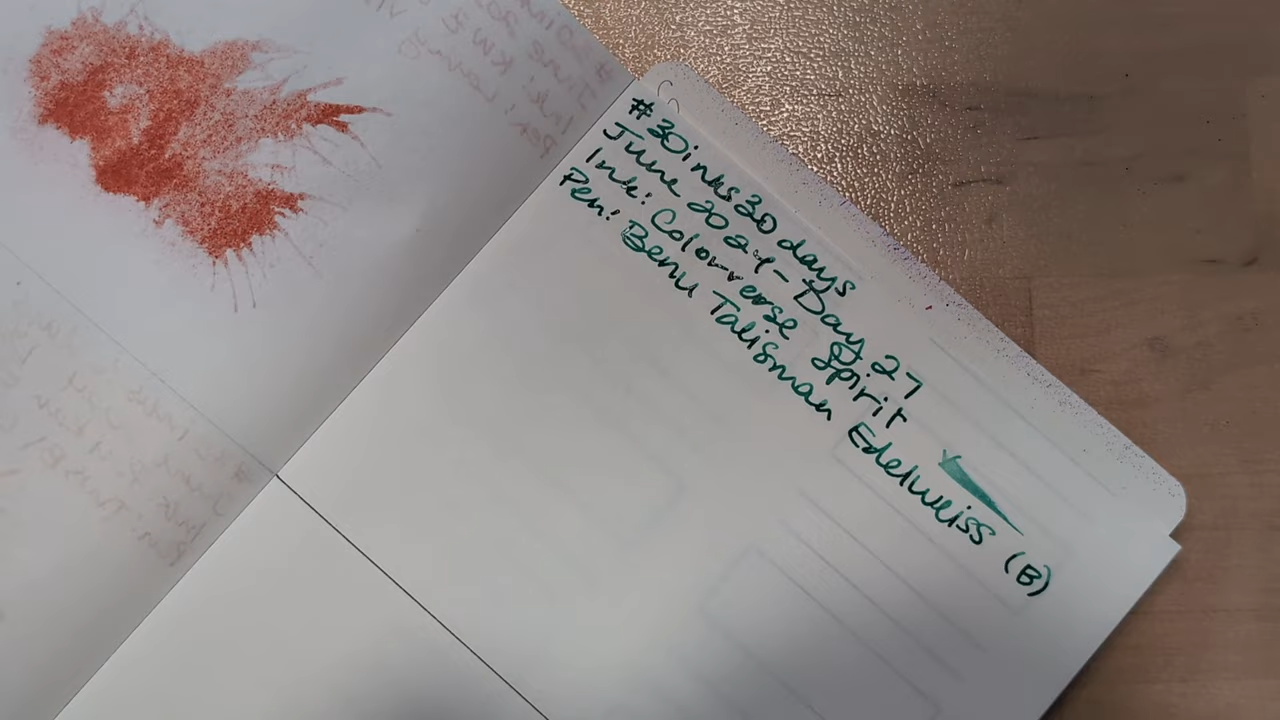 #30inks30days
June 2024 - Day 27
Ink: Colorverse Spirit
Pen: Benu Talisman Edelweiss (B)